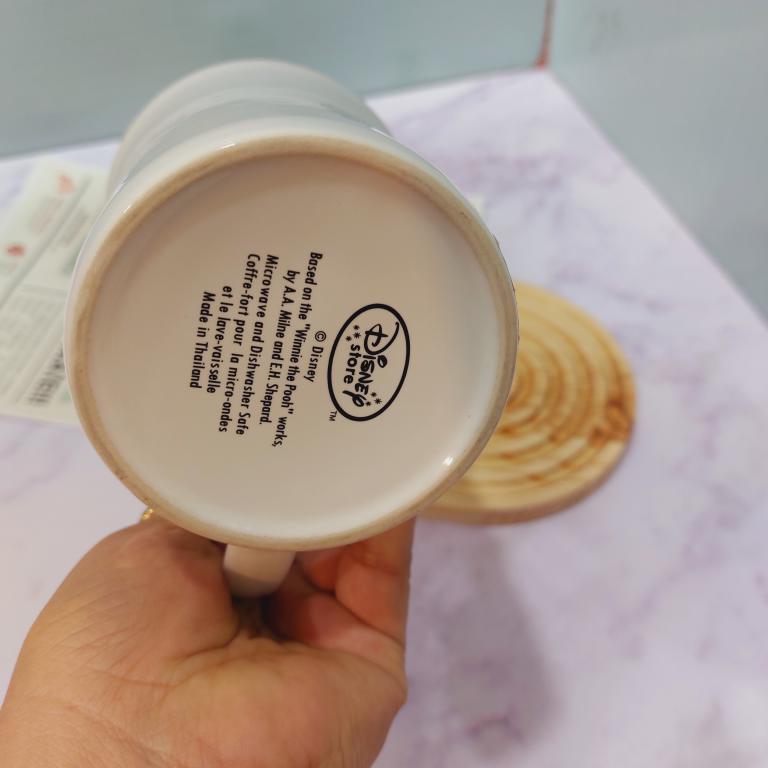 Disney
store
TM
© Disney
Based on the "Winnie the Pooh" works,
by A.A. Milne and E.H. Shepard.
Microwave and Dishwasher Safe
Coffre-fort pour la micro-ondes
et le lave-vaisselle
Made in Thailand